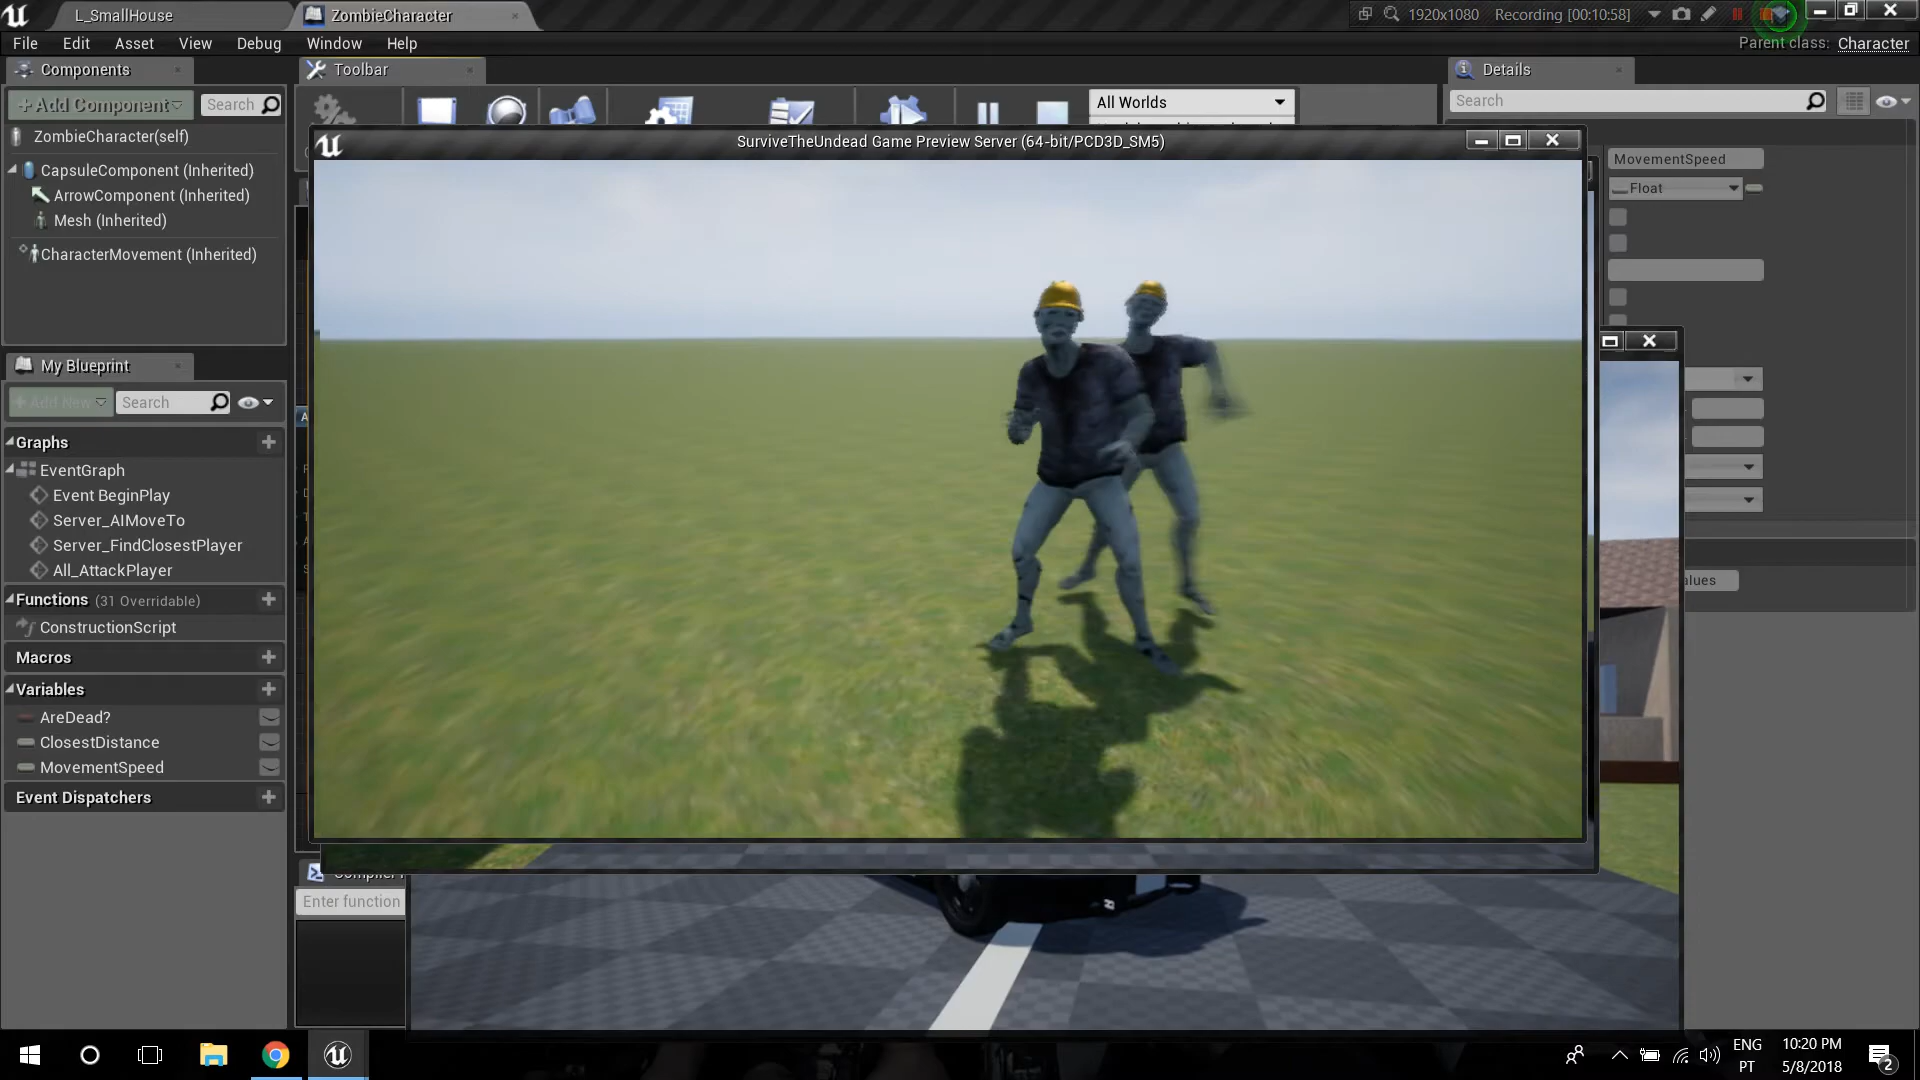 L_SmallHouse
ZombieCharacter
1920x1080
Recording [00:10:58]
File Edit Asset View Debug Window Help
Parent class: Character
Components
Toolbar
Details
+Add Component
Search
All Worlds
Search
ZombieCharacter(self)
SurviveTheUndead Game Preview Server (64-bit/PCD3D_SM5)
MovementSpeed
CapsuleComponent (Inherited)
Float
ArrowComponent (Inherited)
Mesh (Inherited)
CharacterMovement (Inherited)
My Blueprint
+Add New
Search
Graphs
EventGraph
Event BeginPlay
Server_AIMoveTo
Server_FindClosestPlayer
All_AttackPlayer
alues
Functions (31 Overridable)
ConstructionScript
Macros
Variables
AreDead?
ClosestDistance
MovementSpeed
Event Dispatchers
Enter function
ENG
PT
10:20 PM
5/8/2018
2